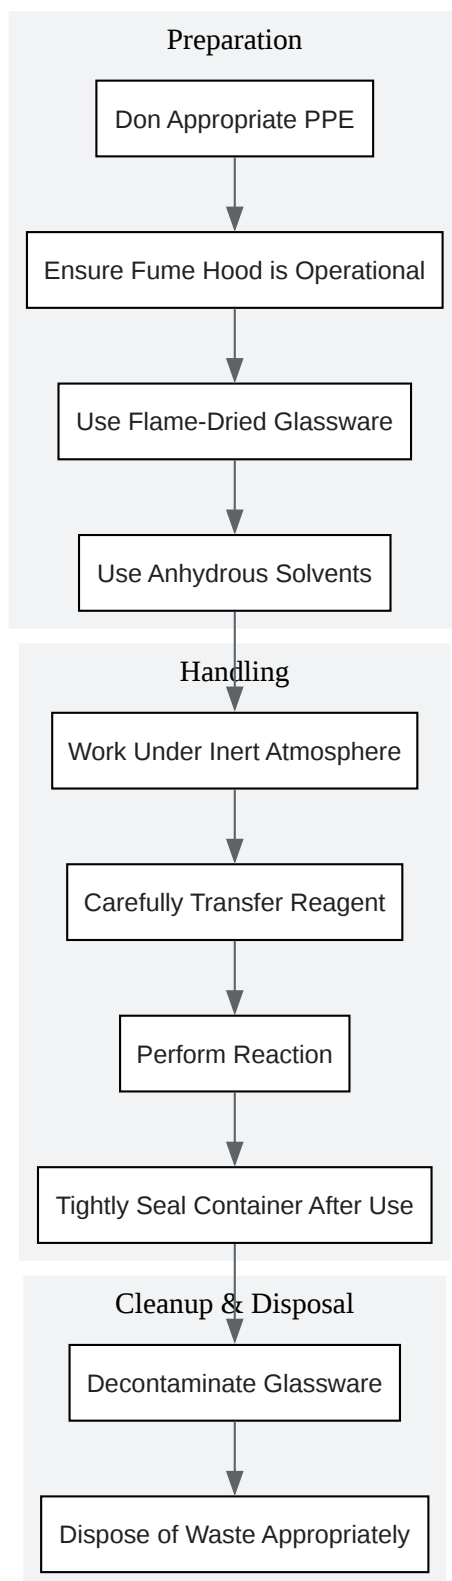 Preparation
Don Appropriate PPE
Ensure Fume Hood is Operational
Use Flame-Dried Glassware
Use Anhydrous Solvents
Handling
Work Under Inert Atmosphere
Carefully Transfer Reagent
Perform Reaction
Tightly Seal Container After Use
Cleanup & Disposal
Decontaminate Glassware
Dispose of Waste Appropriately